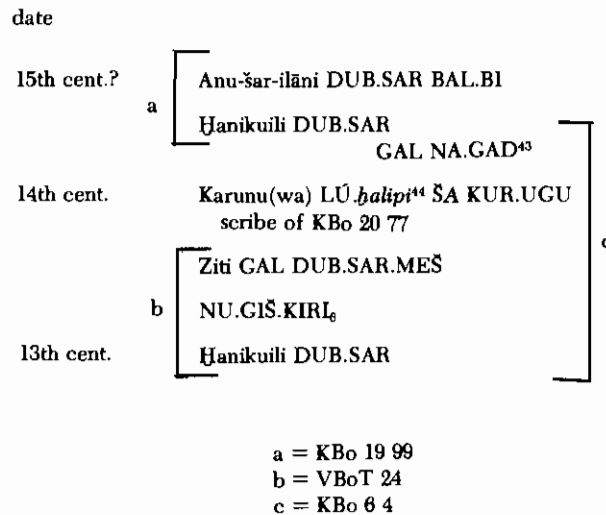 date
15th cent.? Anu-šar-ilāni DUB.SAR BAL.BI
a
Ḫanikuili DUB.SAR
GAL NA.GAD⁴³
14th cent. Karunu(wa) LÚ.ḫalipi⁴⁴ ŠA KUR.UGU
scribe of KBo 20 77
c
Ziti GAL DUB.SAR.MEŠ
b NU.GIŠ.KIRI₆
13th cent. Ḫanikuili DUB.SAR
a = KBo 19 99
b = VBoT 24
c = KBo 6 4